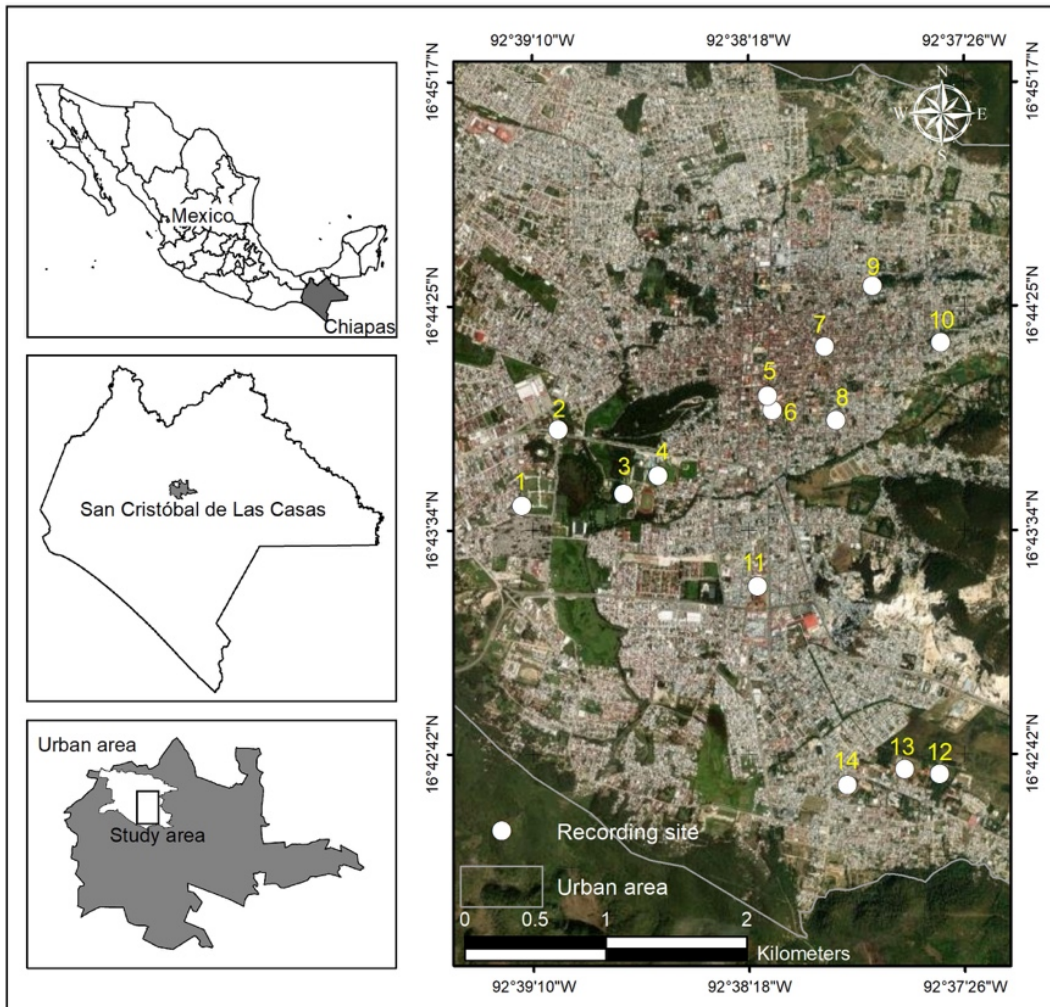 Mexico
Chiapas
San Cristóbal de Las Casas
Urban area
Study area
92°39'10"W 92°38'18"W 92°37'26"W
16°45'17"N 16°45'17"N
N
W E
S
9
16°44'25"N 16°44'25"N
7 10
5
6 8
2
4
3
1
16°43'34"N 16°43'34"N
11
16°42'42"N 16°42'42"N
14 13 12
Recording site
Urban area
0 0.5 1 2
Kilometers
92°39'10"W 92°38'18"W 92°37'26"W